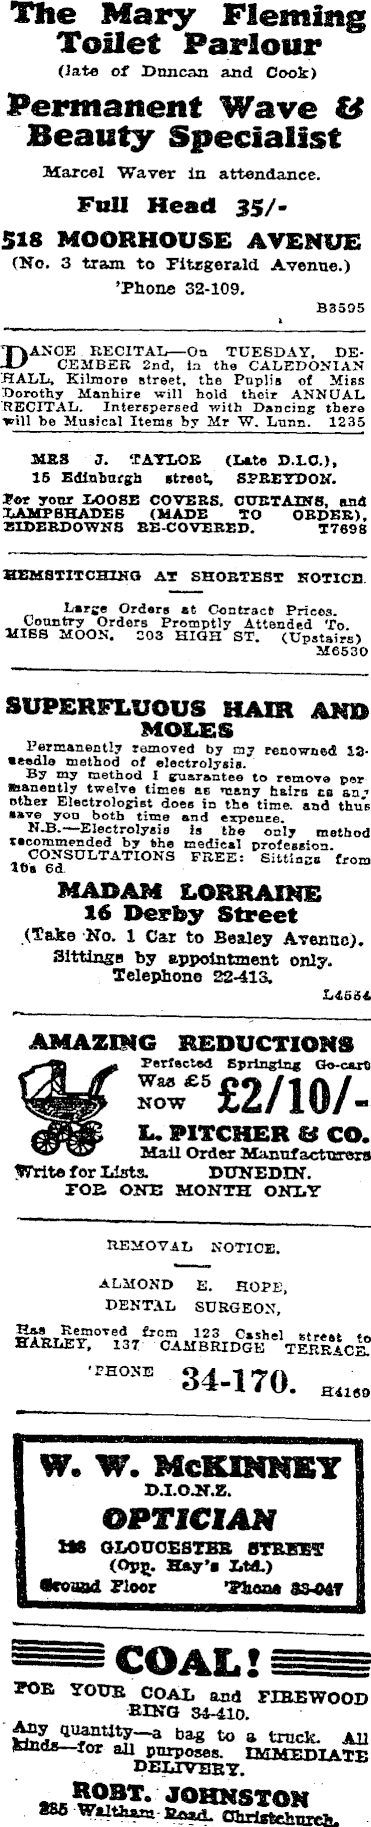 The Mary Fleming
Toilet Parlour
(late of Duncan and Cook)
Permanent Wave &
Beauty Specialist
Marcel Waver in attendance.
Full Head 35/-
518 MOORHOUSE AVENUE
(No. 3 tram to Fitzgerald Avenue.)
'Phone 32-109.
B3595
DANCE RECITAL—On TUESDAY, DE-
CEMBER 2nd, in the CALEDONIAN
HALL, Kilmore street, the Puplis of Miss
Dorothy Manhire will hold their ANNUAL
RECITAL. Interspersed with Dancing there
will be Musical Items by Mr W. Lunn. 1235
MRS J. TAYLOR (Late D.I.C.),
15 Edinburgh street, SPREYDON.
For your LOOSE COVERS, CURTAINS, and
LAMPSHADES (MADE TO ORDER),
EIDERDOWNS RE-COVERED. T7698
HEMSTITCHING AT SHORTEST NOTICE.
Large Orders at Contract Prices.
Country Orders Promptly Attended To.
MISS MOON, 203 HIGH ST. (Upstairs)
M6530
SUPERFLUOUS HAIR AND
MOLES
Permanently removed by my renowned 12-
needle method of electrolysis.
By my method I guarantee to remove per
manently twelve times as many hairs as any
other Electrologist does in the time, and thus
save you both time and expense.
N.B.—Electrolysis is the only method
recommended by the medical profession.
CONSULTATIONS FREE: Sittings from
10s 6d.
MADAM LORRAINE
16 Derby Street
(Take No. 1 Car to Bealey Avenue).
Sittings by appointment only.
Telephone 22-413.
L4554
AMAZING REDUCTIONS
Perfected Springing Go-cart
Was £5
NOW £2/10/-
L. PITCHER & CO.
Mail Order Manufacturers
Write for Lists. DUNEDIN.
FOR ONE MONTH ONLY
REMOVAL NOTICE.
ALMOND E. HOPE,
DENTAL SURGEON,
Has Removed from 123 Cashel street to
HARLEY, 137 CAMBRIDGE TERRACE.
'PHONE 34-170. H4169
W. W. McKINNEY
D.I.O.N.Z.
OPTICIAN
GLOUCESTER STREET
(Opp. Hay's Ltd.)
Ground Floor 'Phone 33-047
COAL!
FOR YOUR COAL and FIREWOOD
RING 34-410.
Any quantity—a bag to a truck. All
kinds—for all purposes. IMMEDIATE
DELIVERY.
ROBT. JOHNSTON
285 Waltham Road, Christchurch.